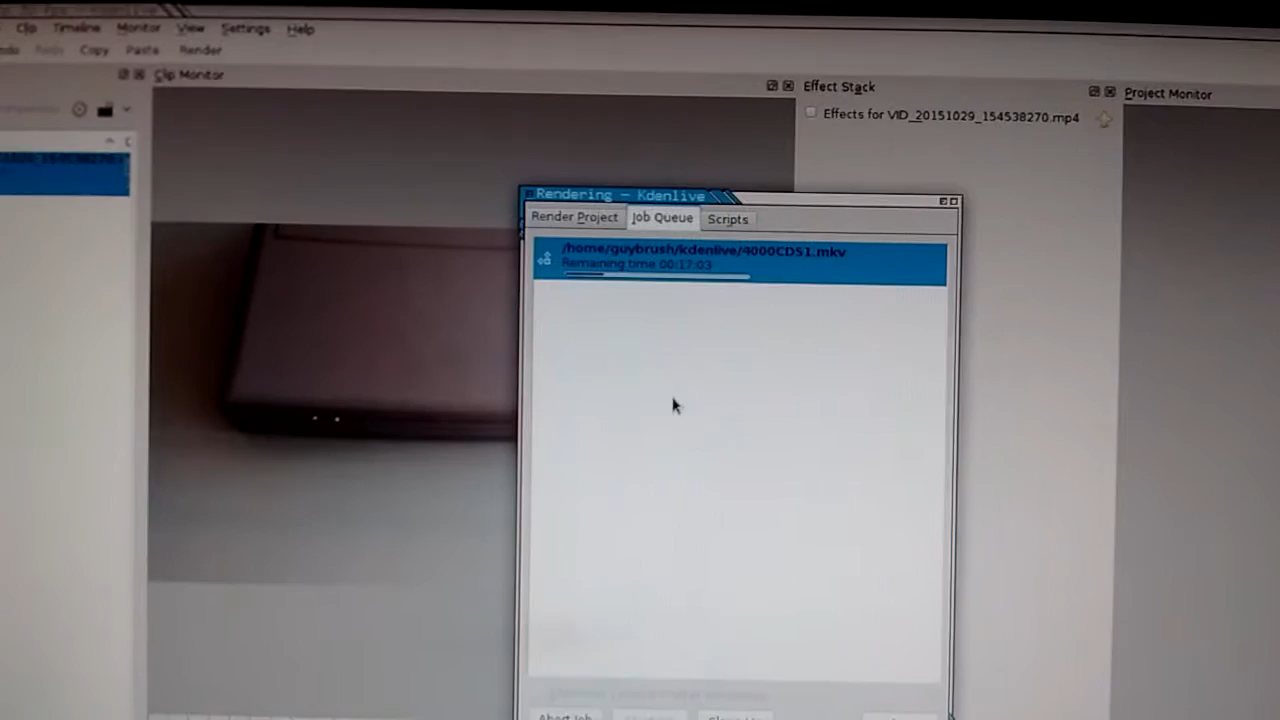 Clip Timeline Monitor View Settings Help
Copy Paste Render
Clip Monitor
Effect Stack
Project Monitor
Effects for VID_20151029_154538270.mp4
Rendering - Kdenlive
Render Project Job Queue Scripts
/home/guybrush/kdenlive/4000CDS1.mkv
Remaining time 00:17:03
Abort Job